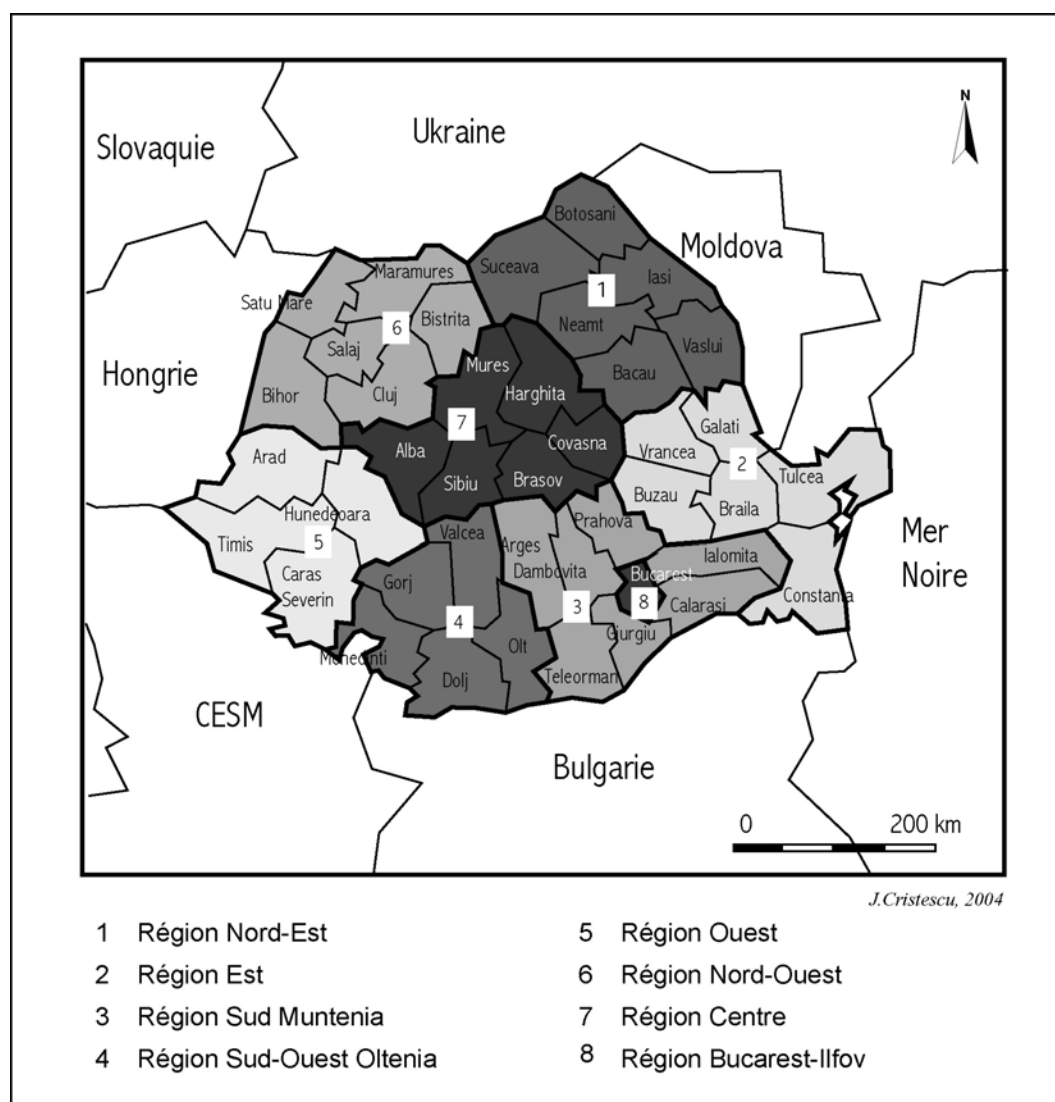 N
Slovaquie
Ukraine
Moldova
Hongrie
Mer
Noire
CESM
Bulgarie
Botosani
Suceava
Iasi
1
Neamt
Vaslui
Bacau
Maramures
Satu Mare
6
Bistrita
Salaj
Bihor
Cluj
Mures
Harghita
7
Alba
Covasna
Sibiu
Brasov
Galati
Vrancea
2
Tulcea
Buzau
Braila
Constanta
Arad
Hunedeoara
Timis
5
Caras
Severin
Valcea
Gorj
4
Olt
Mehedinti
Dolj
Prahova
Arges
Dambovita
Ialomita
3
Calarasi
Giurgiu
Teleorman
Bucarest
8
0 200 km
J.Cristescu, 2004
1 Région Nord-Est
2 Région Est
3 Région Sud Muntenia
4 Région Sud-Ouest Oltenia
5 Région Ouest
6 Région Nord-Ouest
7 Région Centre
8 Région Bucarest-Ilfov